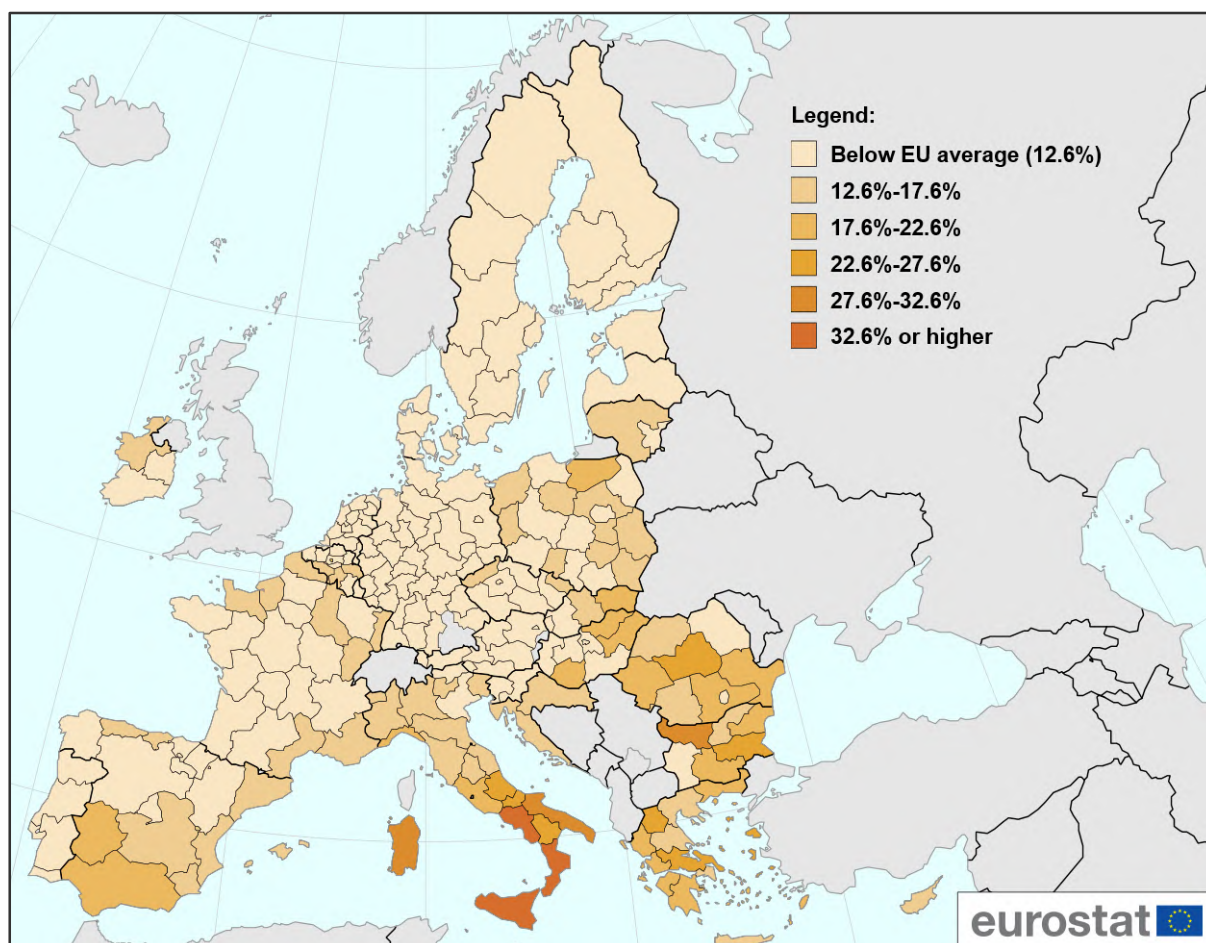 Legend:
Below EU average (12.6%)
12.6%-17.6%
17.6%-22.6%
22.6%-27.6%
27.6%-32.6%
32.6% or higher
eurostat